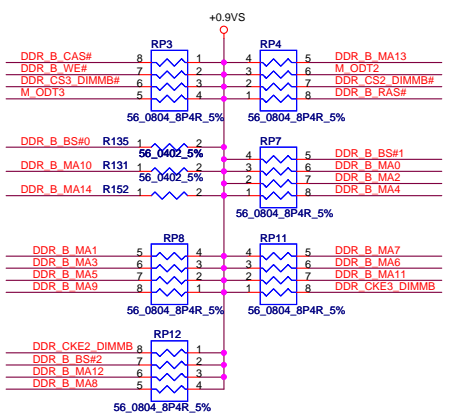 +0.9VS
RP3 RP4
DDR_B_CAS# 8 1 4 5 DDR_B_MA13
DDR_B_WE# 7 2 3 6 M_ODT2
DDR_CS3_DIMMB# 6 3 2 7 DDR_CS2_DIMMB#
M_ODT3 5 4 1 8 DDR_B_RAS#
56_0804_8P4R_5% 56_0804_8P4R_5%
DDR_B_BS#0 R135 1 2 RP7
56_0402_5% 4 5 DDR_B_BS#1
DDR_B_MA10 R131 1 2 3 6 DDR_B_MA0
56_0402_5% 2 7 DDR_B_MA2
DDR_B_MA14 R152 1 2 1 8 DDR_B_MA4
56_0804_8P4R_5%
RP8 RP11
DDR_B_MA1 5 4 4 5 DDR_B_MA7
DDR_B_MA3 6 3 3 6 DDR_B_MA6
DDR_B_MA5 7 2 2 7 DDR_B_MA11
DDR_B_MA9 8 1 1 8 DDR_CKE3_DIMMB
56_0804_8P4R_5% 56_0804_8P4R_5%
RP12
DDR_CKE2_DIMMB 8 1
DDR_B_BS#2 7 2
DDR_B_MA12 6 3
DDR_B_MA8 5 4
56_0804_8P4R_5%